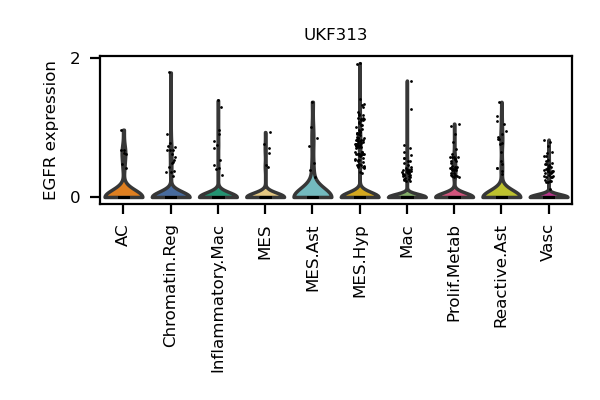 UKF313
EGFR expression
2
0
AC
Chromatin.Reg
Inflammatory.Mac
MES
MES.Ast
MES.Hyp
Mac
Prolif.Metab
Reactive.Ast
Vasc